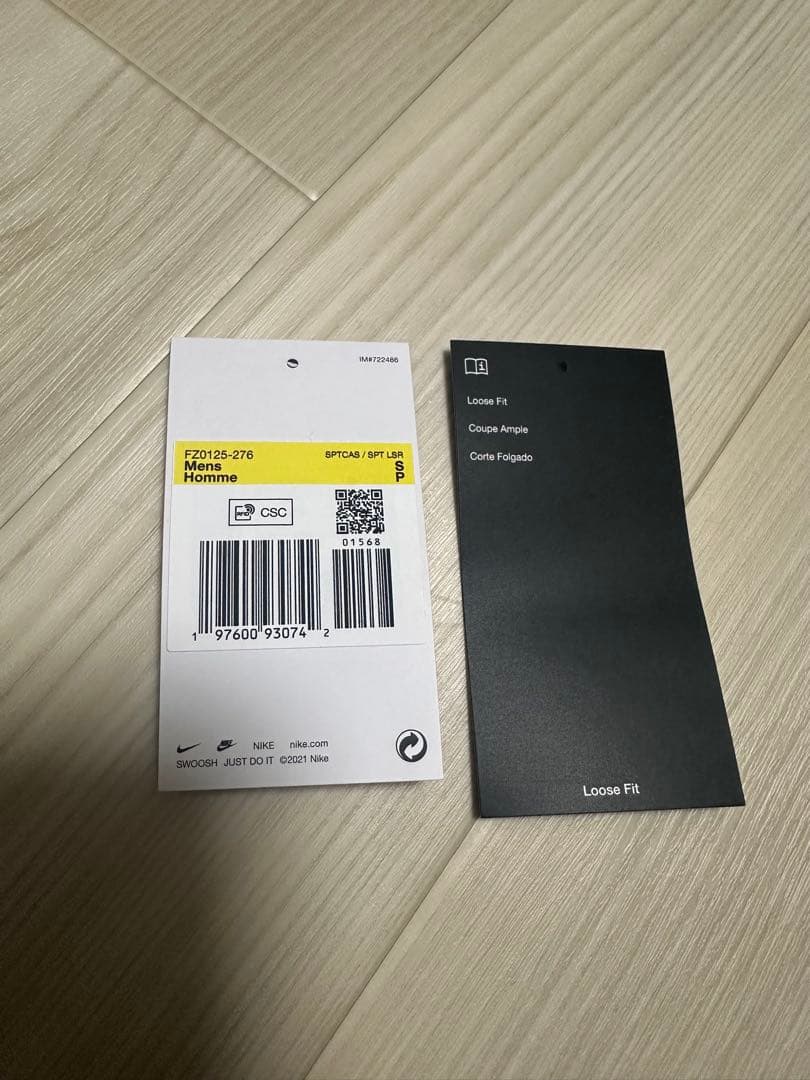 IM#722486
FZ0125-276 SPTCAS / SPT LSR
Mens S
Homme P
RFID CSC
01568
1 97600 93074 2
NIKE nike.com
SWOOSH JUST DO IT ©2021 Nike
Loose Fit
Coupe Ample
Corte Folgado
Loose Fit